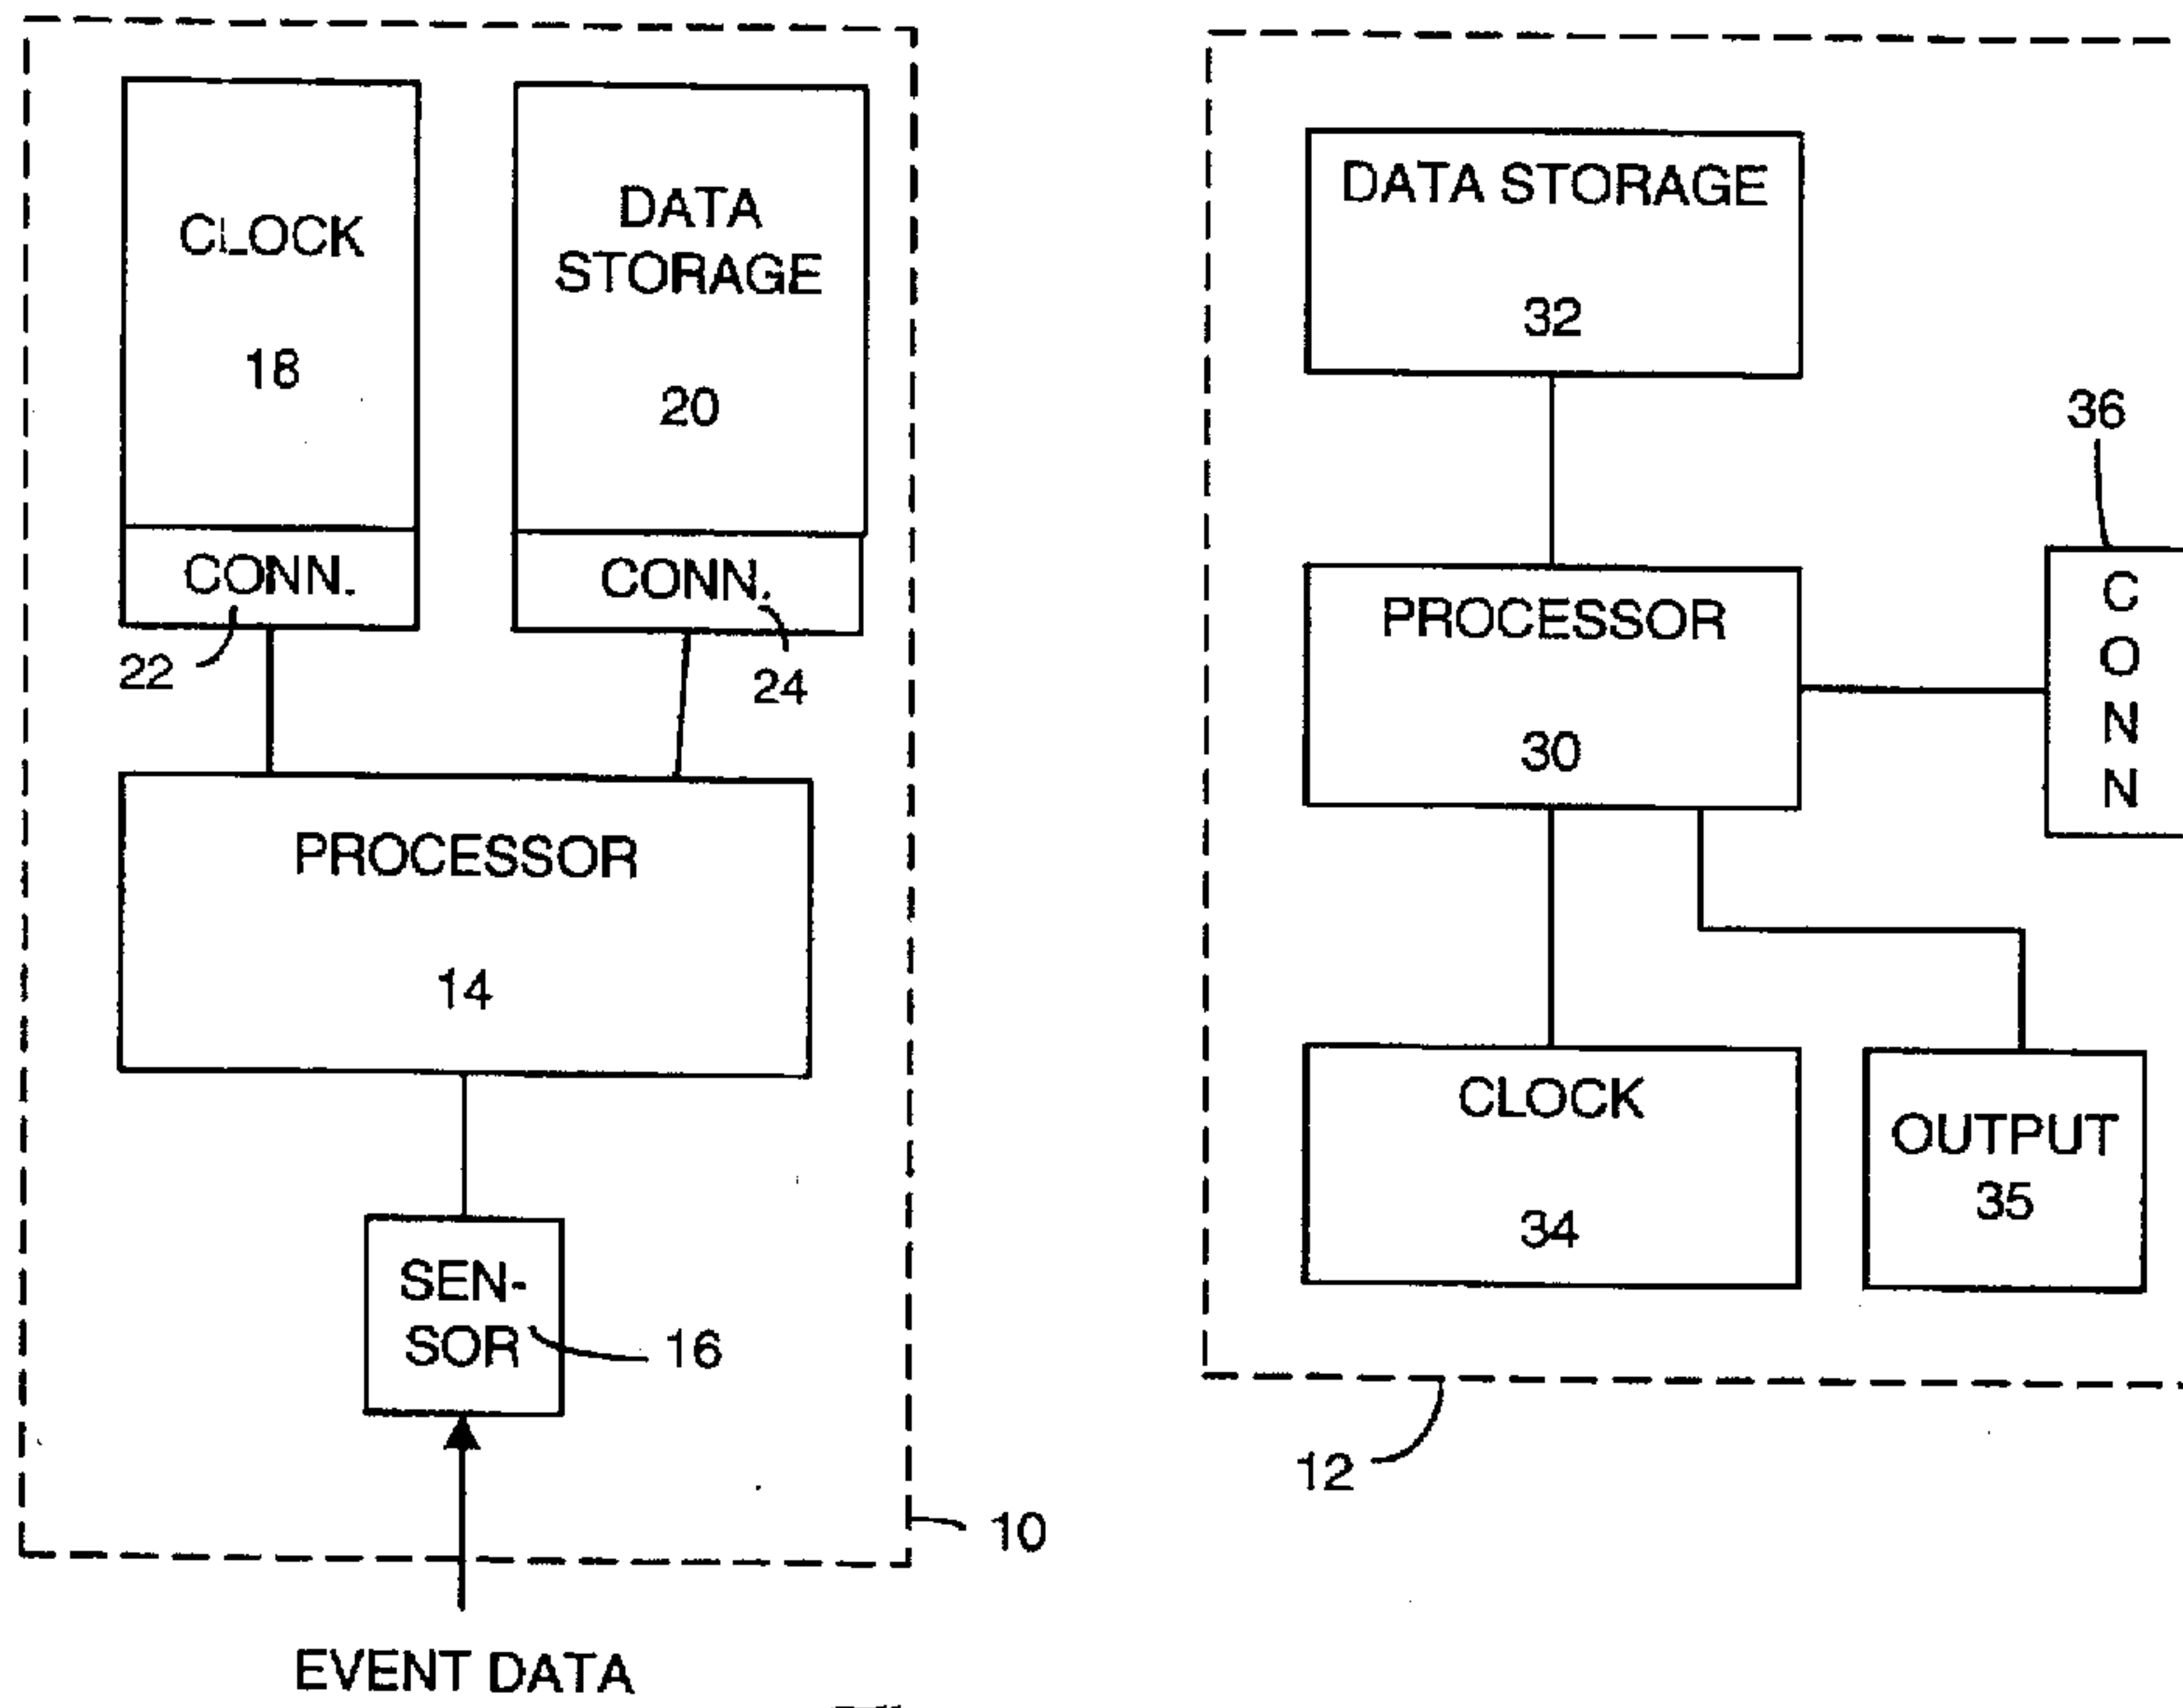 CLOCK
18
CONN.
22
DATA
STORAGE
20
CONN.
24
PROCESSOR
14
SEN-
SOR
16
10
EVENT DATA
DATA STORAGE
32
PROCESSOR
30
36
C
O
N
N
CLOCK
34
OUTPUT
35
12